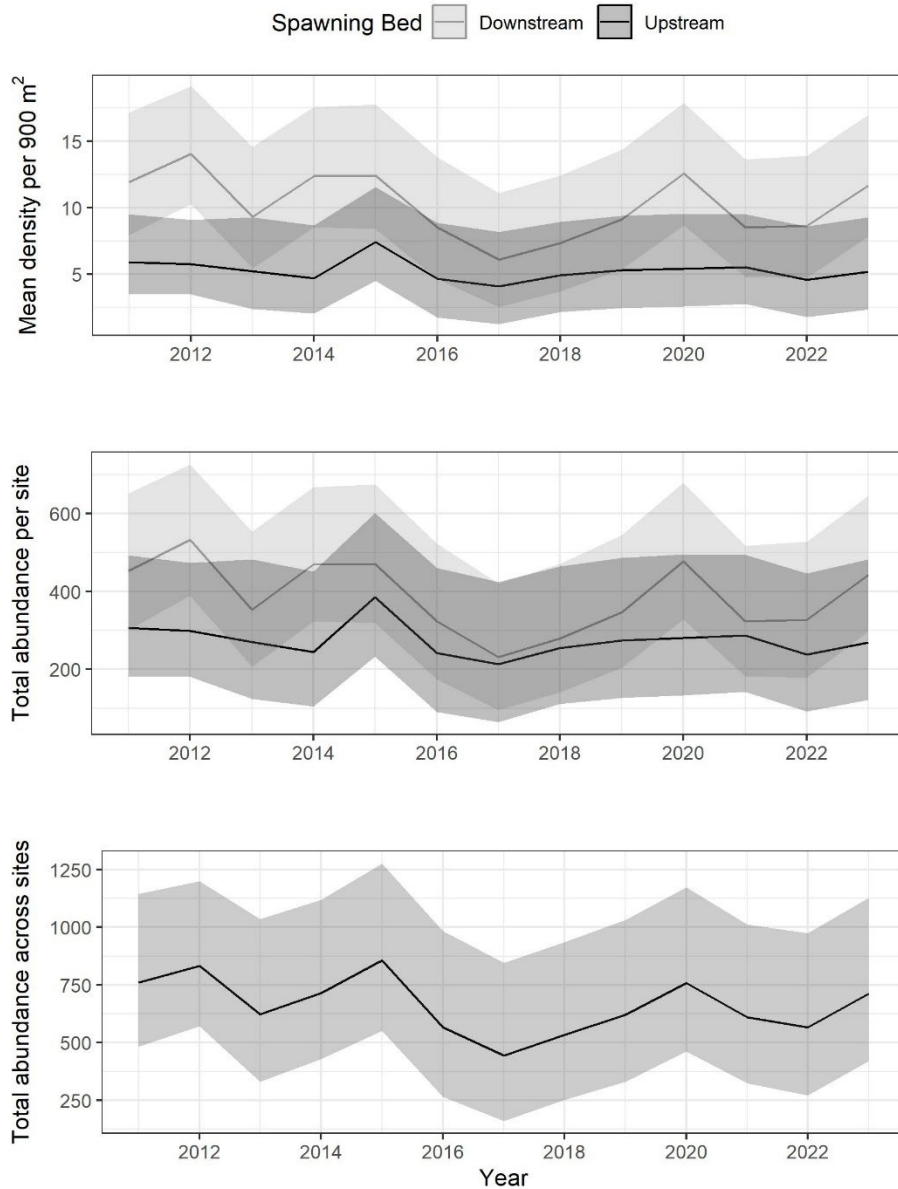 Spawning Bed Downstream Upstream
Mean density per 900 m²
15
10
5
2012 2014 2016 2018 2020 2022
Total abundance per site
600
400
200
2012 2014 2016 2018 2020 2022
Total abundance across sites
1250
1000
750
500
250
2012 2014 2016 2018 2020 2022
Year